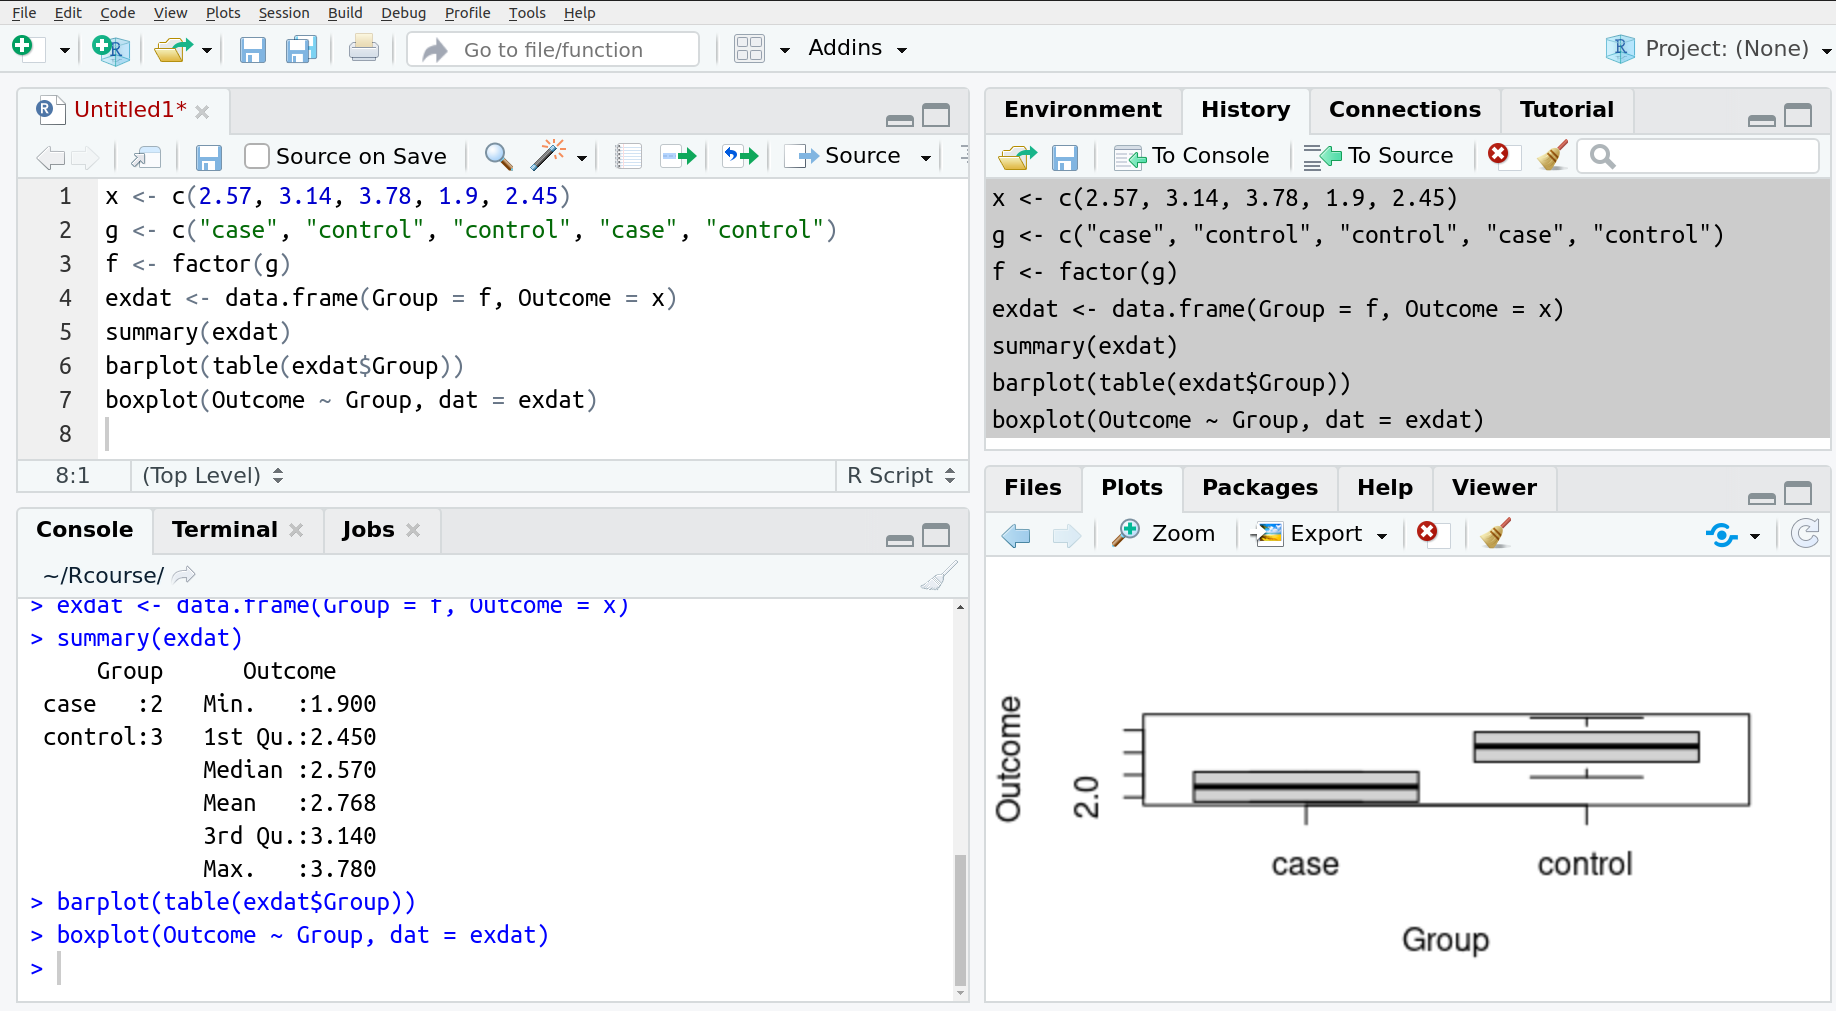 File Edit Code View Plots Session Build Debug Profile Tools Help
Go to file/function Addins R Project: (None)
R Untitled1*
Source on Save Source
1 x <- c(2.57, 3.14, 3.78, 1.9, 2.45)
2 g <- c("case", "control", "control", "case", "control")
3 f <- factor(g)
4 exdat <- data.frame(Group = f, Outcome = x)
5 summary(exdat)
6 barplot(table(exdat$Group))
7 boxplot(Outcome ~ Group, dat = exdat)
8
8:1 (Top Level) R Script
Console Terminal Jobs
~/Rcourse/
> exdat <- data.frame(Group = f, Outcome = x)
> summary(exdat)
Group Outcome
case :2 Min. :1.900
control:3 1st Qu.:2.450
Median :2.570
Mean :2.768
3rd Qu.:3.140
Max. :3.780
> barplot(table(exdat$Group))
> boxplot(Outcome ~ Group, dat = exdat)
>
Environment History Connections Tutorial
To Console To Source
x <- c(2.57, 3.14, 3.78, 1.9, 2.45)
g <- c("case", "control", "control", "case", "control")
f <- factor(g)
exdat <- data.frame(Group = f, Outcome = x)
summary(exdat)
barplot(table(exdat$Group))
boxplot(Outcome ~ Group, dat = exdat)
Files Plots Packages Help Viewer
Zoom Export
Outcome
2.0
case control
Group